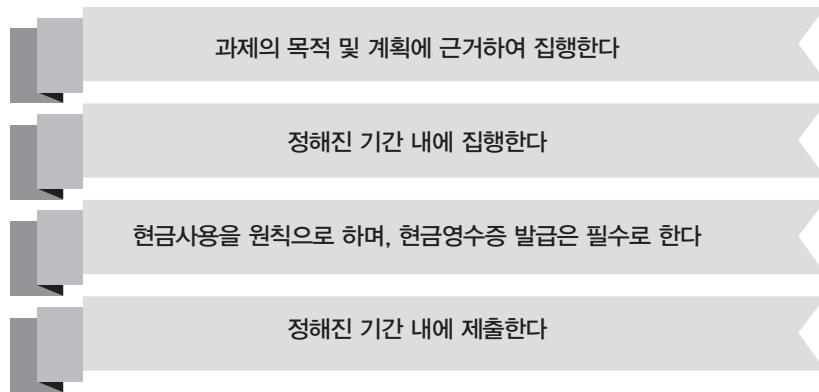 과제의 목적 및 계획에 근거하여 집행한다
정해진 기간 내에 집행한다
현금사용을 원칙으로 하며, 현금영수증 발급은 필수로 한다
정해진 기간 내에 제출한다